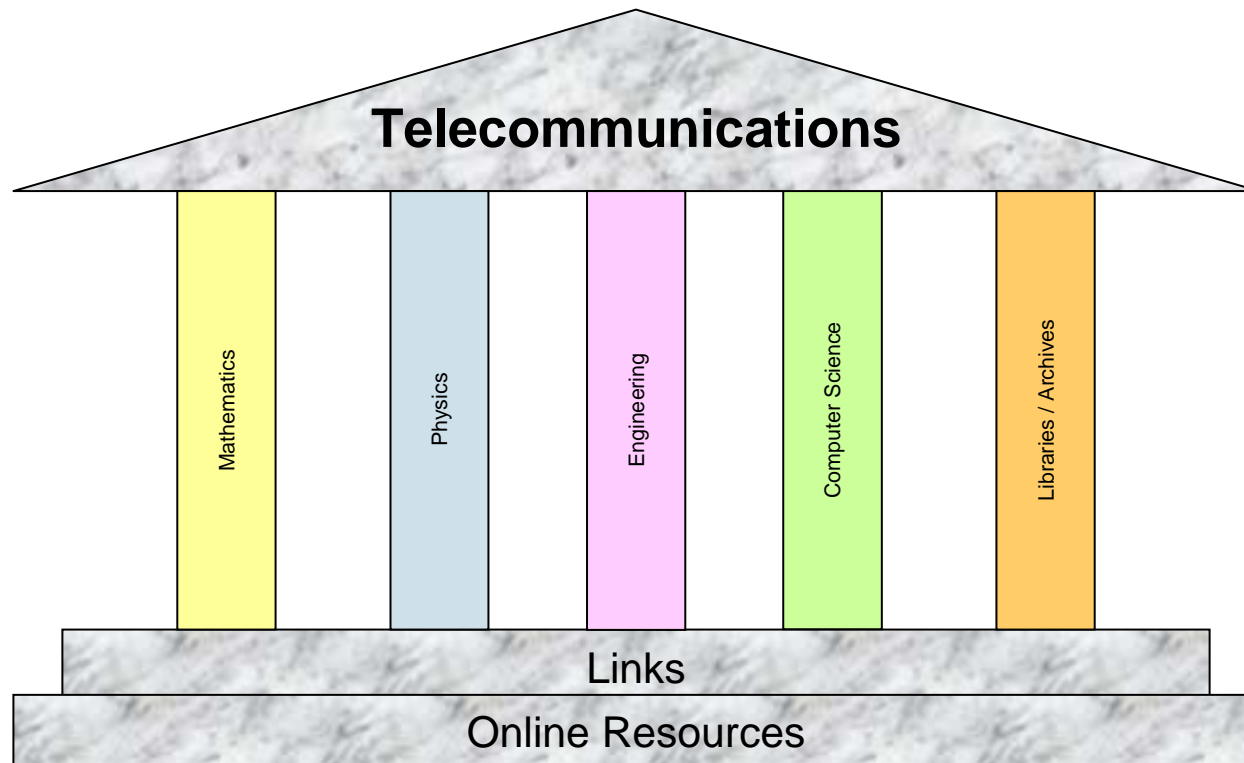 Telecommunications
Mathematics
Physics
Engineering
Computer Science
Libraries / Archives
Links
Online Resources